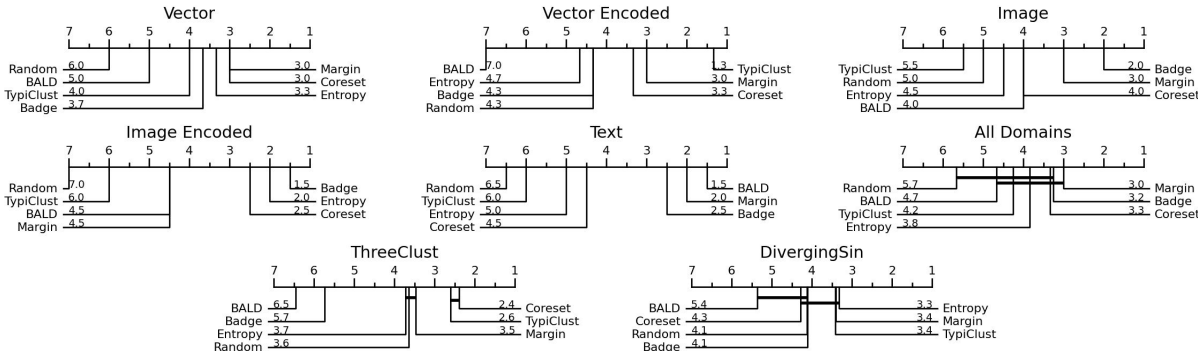 Vector
7 6 5 4 3 2 1
Random 6.0 3.0 Margin
BALD 5.0 3.0 Coreset
TypiClust 4.0 3.3 Entropy
Badge 3.7
Vector Encoded
7 6 5 4 3 2 1
BALD 7.0 1.3 TypiClust
Entropy 4.7 3.0 Margin
Badge 4.3 3.3 Coreset
Random 4.3
Image
7 6 5 4 3 2 1
TypiClust 5.5 2.0 Badge
Random 5.0 3.0 Margin
Entropy 4.5 4.0 Coreset
BALD 4.0
Image Encoded
7 6 5 4 3 2 1
Random 7.0 1.5 Badge
TypiClust 6.0 2.0 Entropy
BALD 4.5 2.5 Coreset
Margin 4.5
Text
7 6 5 4 3 2 1
Random 6.5 1.5 BALD
TypiClust 6.0 2.0 Margin
Entropy 5.0 2.5 Badge
Coreset 4.5
All Domains
7 6 5 4 3 2 1
Random 5.7 3.0 Margin
BALD 4.7 3.2 Badge
TypiClust 4.2 3.3 Coreset
Entropy 3.8
ThreeClust
7 6 5 4 3 2 1
BALD 6.5 2.4 Coreset
Badge 5.7 2.6 TypiClust
Entropy 3.7 3.5 Margin
Random 3.6
DivergingSin
7 6 5 4 3 2 1
BALD 5.4 3.3 Entropy
Coreset 4.3 3.4 Margin
Random 4.1 3.4 TypiClust
Badge 4.1